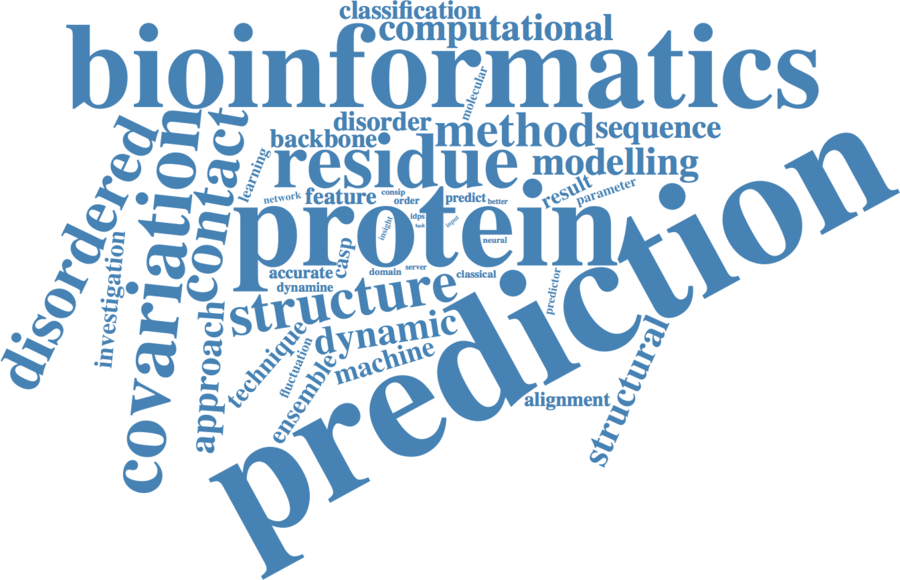 classification
computational
bioinformatics
molecular
disorder
method
sequence
backbone
residue
modelling
disordered
covariation
contact
learning
network
feature
consip
order
predict
better
result
parameter
protein
insight
idps
input
neural
casp
accurate
domain
server
classical
dynamine
investigation
structure
predictor
prediction
approach
technique
dynamic
fluctuation
ensemble
machine
alignment
structural